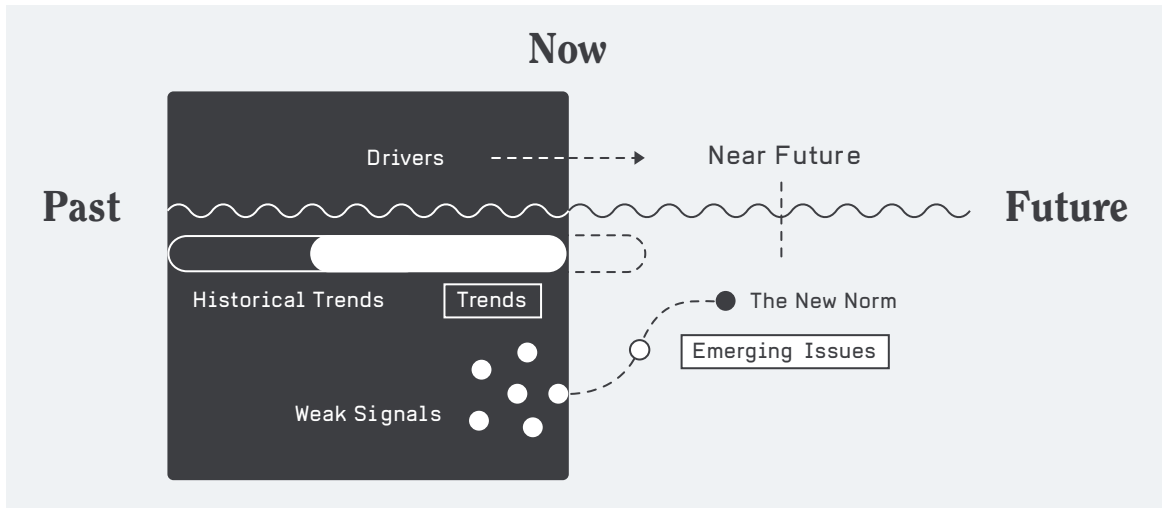 Now
Drivers
Near Future
Past
Future
Historical Trends
Trends
The New Norm
Emerging Issues
Weak Signals